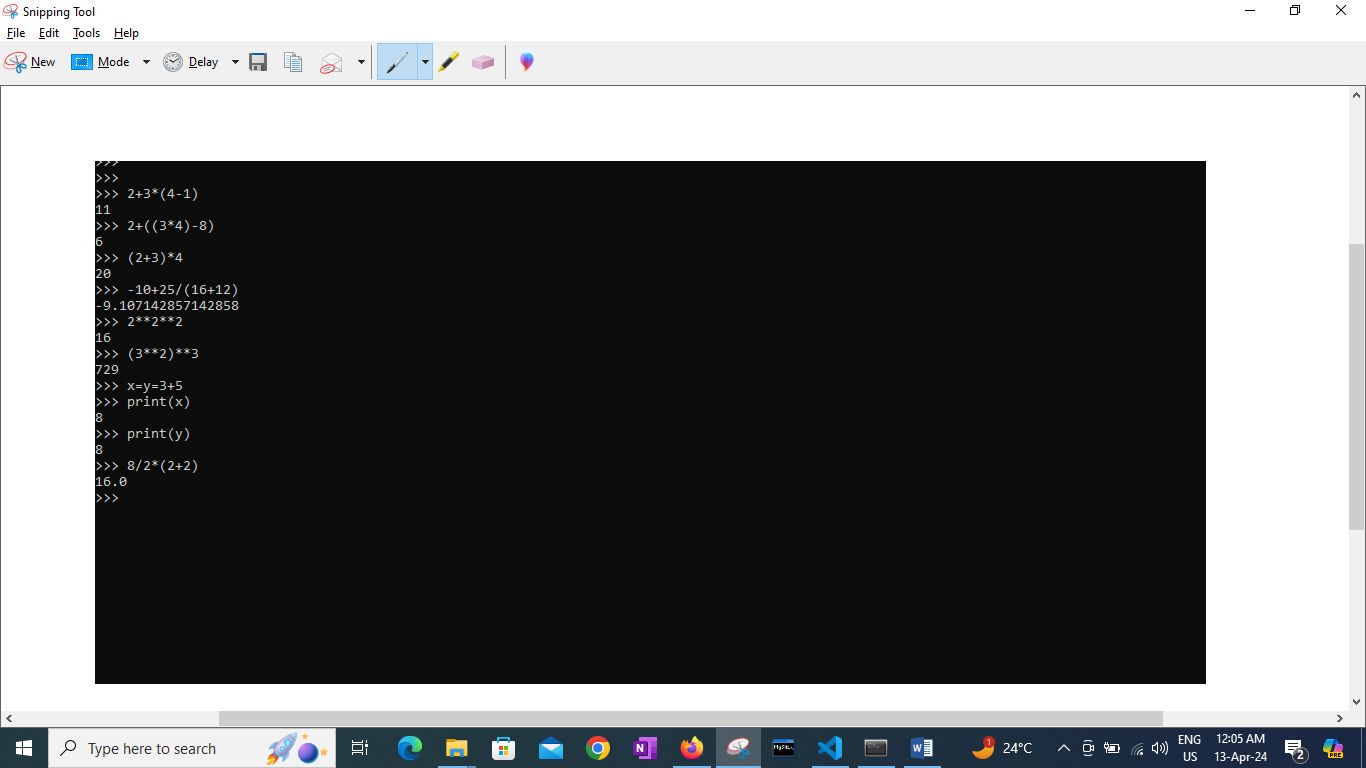 Snipping Tool
File Edit Tools Help
New Mode Delay
>>>
>>>
>>> 2+3*(4-1)
11
>>> 2+((3*4)-8)
6
>>> (2+3)*4
20
>>> -10+25/(16+12)
-9.107142857142858
>>> 2**2**2
16
>>> (3**2)**3
729
>>> x=y=3+5
>>> print(x)
8
>>> print(y)
8
>>> 8/2*(2+2)
16.0
>>>
Type here to search
1
24°C
ENG
US
12:05 AM
13-Apr-24
2
PRE